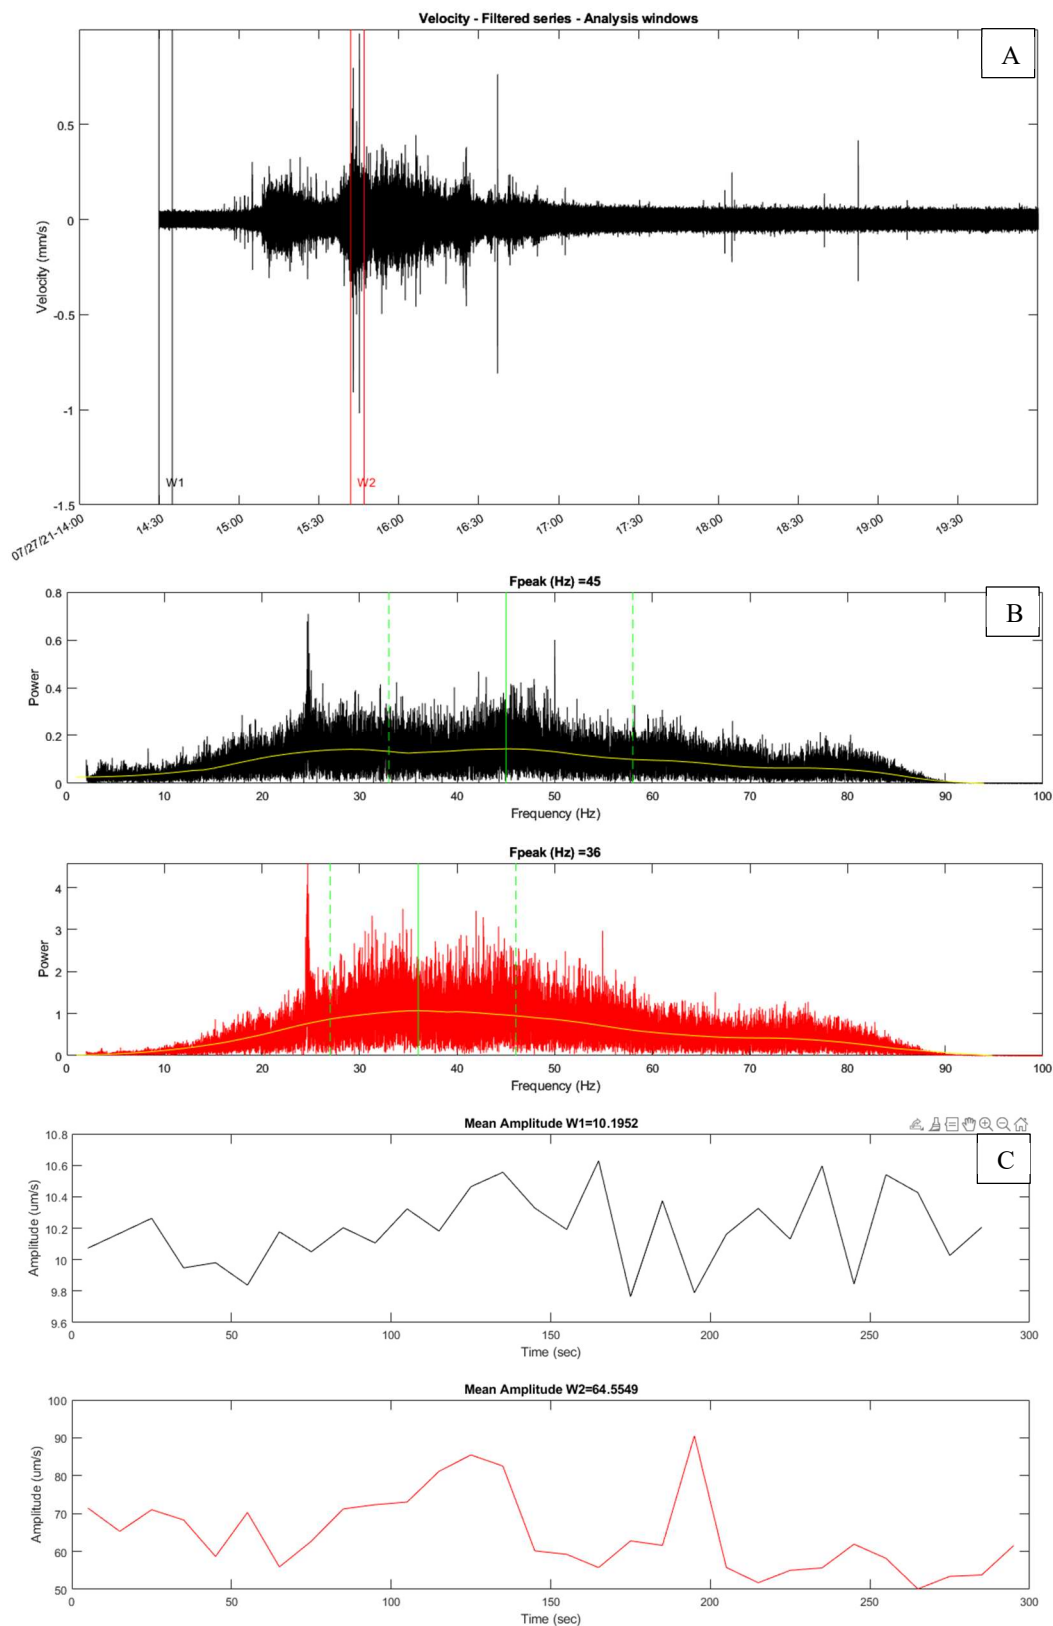 Velocity - Filtered series - Analysis windows
A
0.5
0
-0.5
-1
-1.5
Velocity (mm/s)
W1
W2
07/27/21-14:00
14:30
15:00
15:30
16:00
16:30
17:00
17:30
18:00
18:30
19:00
19:30
Fpeak (Hz) =45
B
0.8
0.6
0.4
0.2
0
Power
0 10 20 30 40 50 60 70 80 90 100
Frequency (Hz)
Fpeak (Hz) =36
4
3
2
1
0
Power
0 10 20 30 40 50 60 70 80 90 100
Frequency (Hz)
Mean Amplitude W1=10.1952
C
10.8
10.6
10.4
10.2
10
9.8
9.6
Amplitude (um/s)
0 50 100 150 200 250 300
Time (sec)
Mean Amplitude W2=64.5549
100
90
80
70
60
50
Amplitude (um/s)
0 50 100 150 200 250 300
Time (sec)